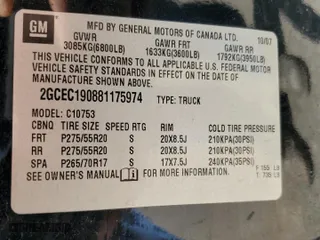 GM
MFD BY GENERAL MOTORS OF CANADA LTD. 10/07
GVWR GAWR FRT GAWR RR
3085KG(6800LB) 1633KG(3600LB) 1792KG(3950LB)
THIS VEHICLE CONFORMS TO ALL APPLICABLE U.S. FEDERAL MOTOR
VEHICLE SAFETY
STANDARDS IN EFFECT ON THE DATE OF MANUFACTURE SHOWN ABOVE.
2GCEC190881175974 TYPE: TRUCK
MODEL: C10753
CBNQ TIRE SIZE SPEED RTG RIM COLD TIRE PRESSURE
FRT P275/55R20 S 20X8.5J 210KPA(30PSI)
RR P275/55R20 S 20X8.5J 210KPA(30PSI)
SPA P265/70R17 S 17X7.5J 240KPA(35PSI)
SEE OWNER'S MANUAL FOR ADDITIONAL INFORMATION